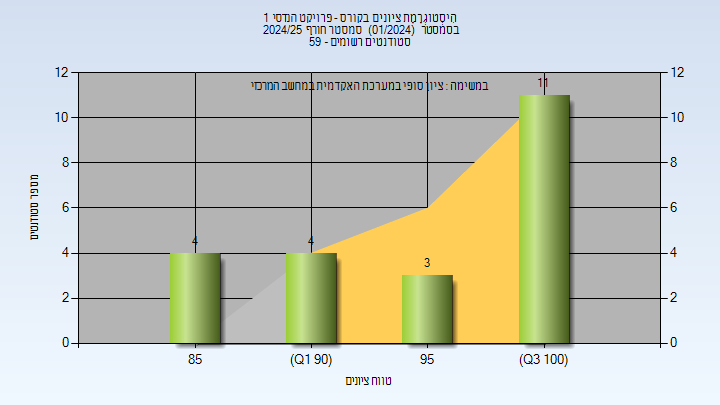 היסטוגרמת ציונים בקורס - פרויקט הנדסי 1
בסמסטר (01/2024) סמסטר חורף 2024/25
סטודנטים רשומים - 59
במשימה : ציון סופי במערכת האקדמית במחשב המרכזי
12 12
10 10
8 8
6 6
4 4
2 2
0 0
4 4 3 11
מספר סטודנטים
85 (Q1 90) 95 (Q3 100)
טווח ציונים